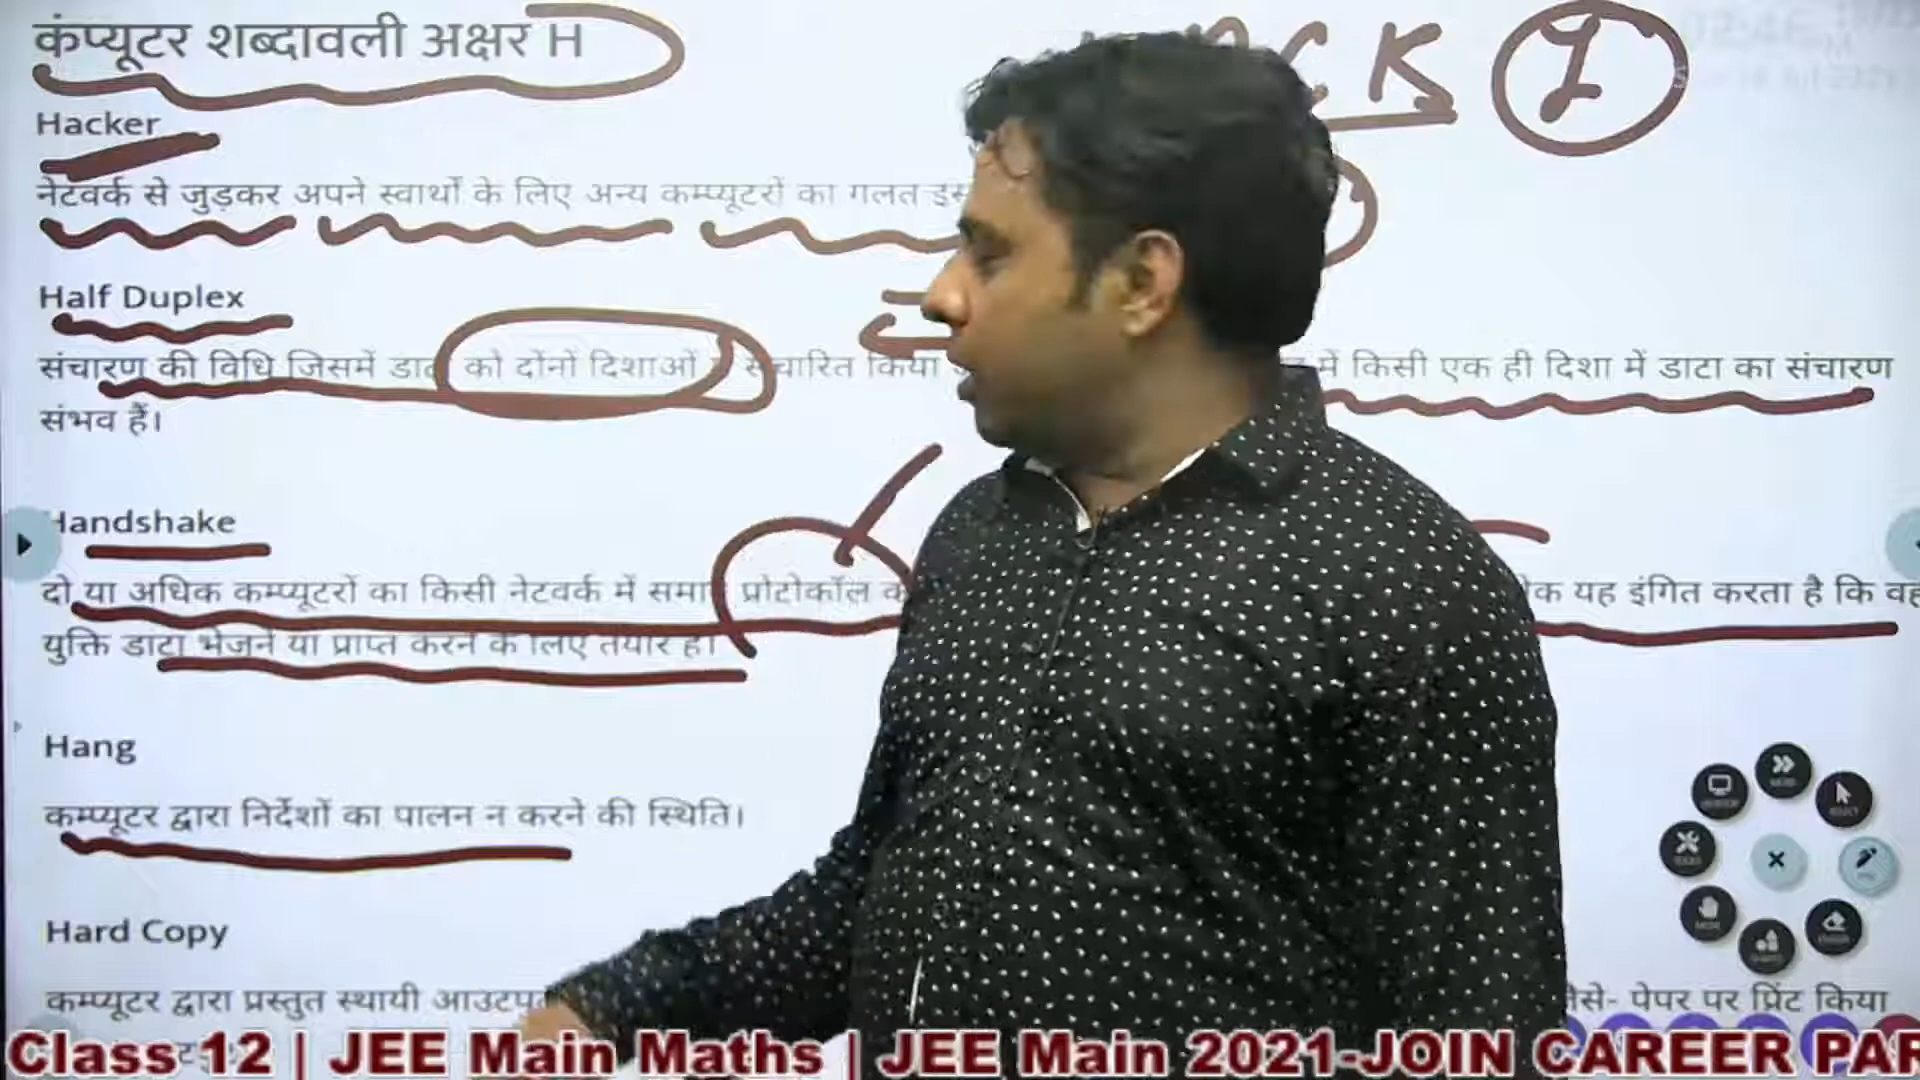 कंप्यूटर शब्दावली अक्षर H
CK
Hacker
नेटवर्क से जुड़कर अपने स्वार्थों के लिए अन्य कम्प्यूटरों का गलत
Half Duplex
संचारण की विधि जिसमें को दोंनों दिशाओं किया में किसी एक ही दिशा में डाटा का संचारण
संभव हैं।
Handshake
दो या अधिक कम्प्यूटरों का किसी नेटवर्क में प्रोटोकॉल यह इंगित करता है कि वह
युक्ति डाटा भेजने या प्राप्त करने के लिए तयार है।
Hang
कम्प्यूटर द्वारा निर्देशों का पालन न करने की स्थिति।
Hard Copy
कम्प्यूटर द्वारा प्रस्तुत स्थायी जैसे- पेपर पर प्रिंट किया
Class 12 | JEE Main Maths | JEE Main 2021-JOIN CAREER